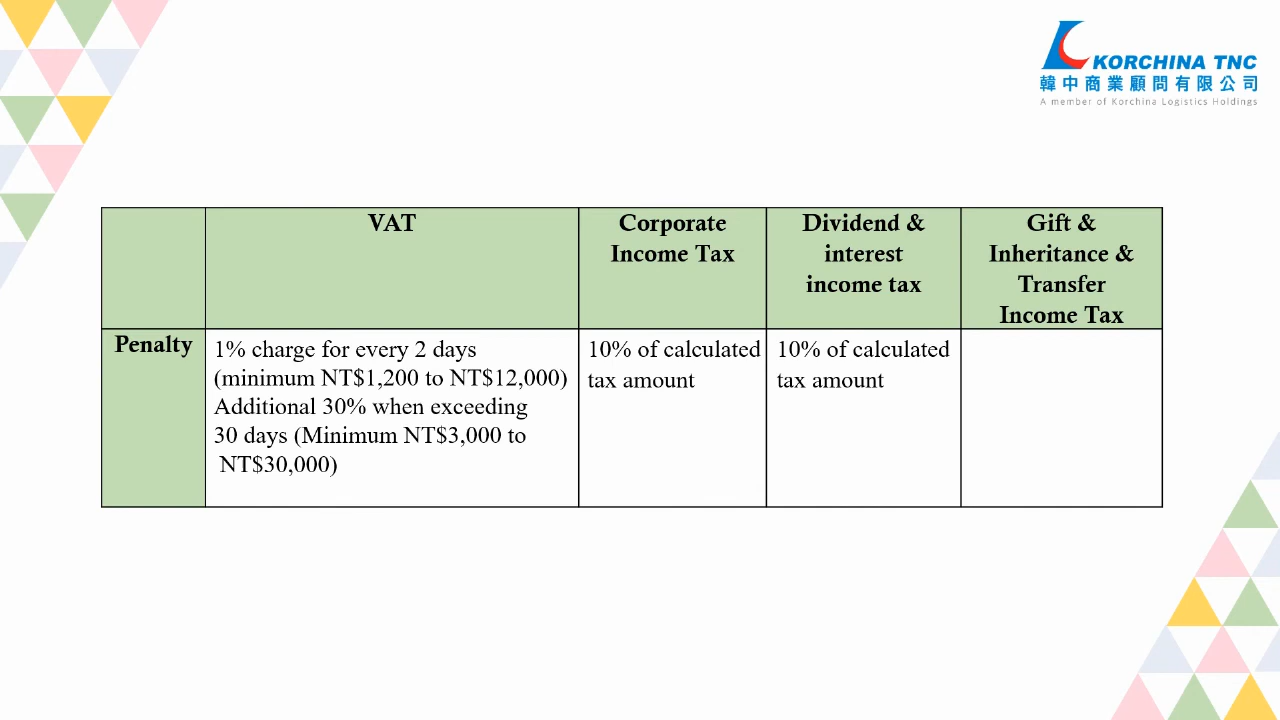 KORCHINA TNC
韓中商業顧問有限公司
A member of Korchina Logistics Holdings
VAT
Corporate
Income Tax
Dividend &
interest
income tax
Gift &
Inheritance &
Transfer
Income Tax
Penalty
1% charge for every 2 days
(minimum NT$1,200 to NT$12,000)
Additional 30% when exceeding
30 days (Minimum NT$3,000 to
NT$30,000)
10% of calculated
tax amount
10% of calculated
tax amount